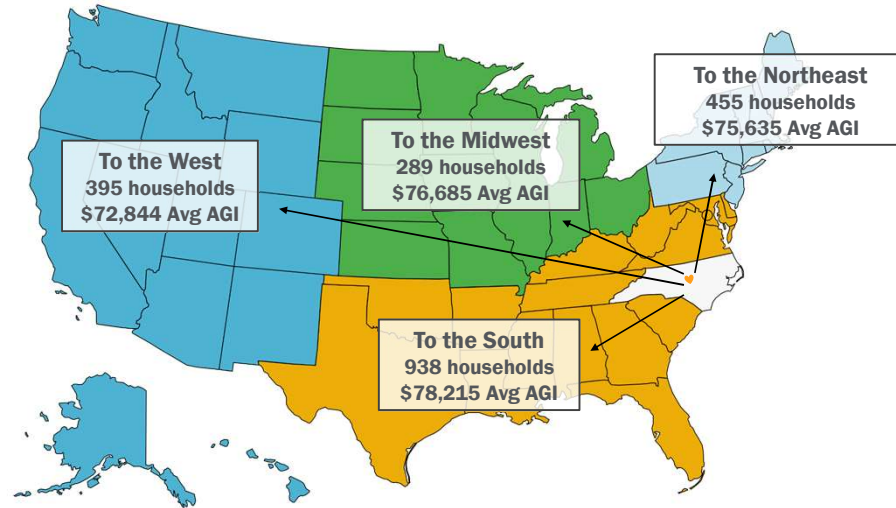 To the Northeast
455 households
$75,635 Avg AGI
To the Midwest
289 households
$76,685 Avg AGI
To the West
395 households
$72,844 Avg AGI
To the South
938 households
$78,215 Avg AGI